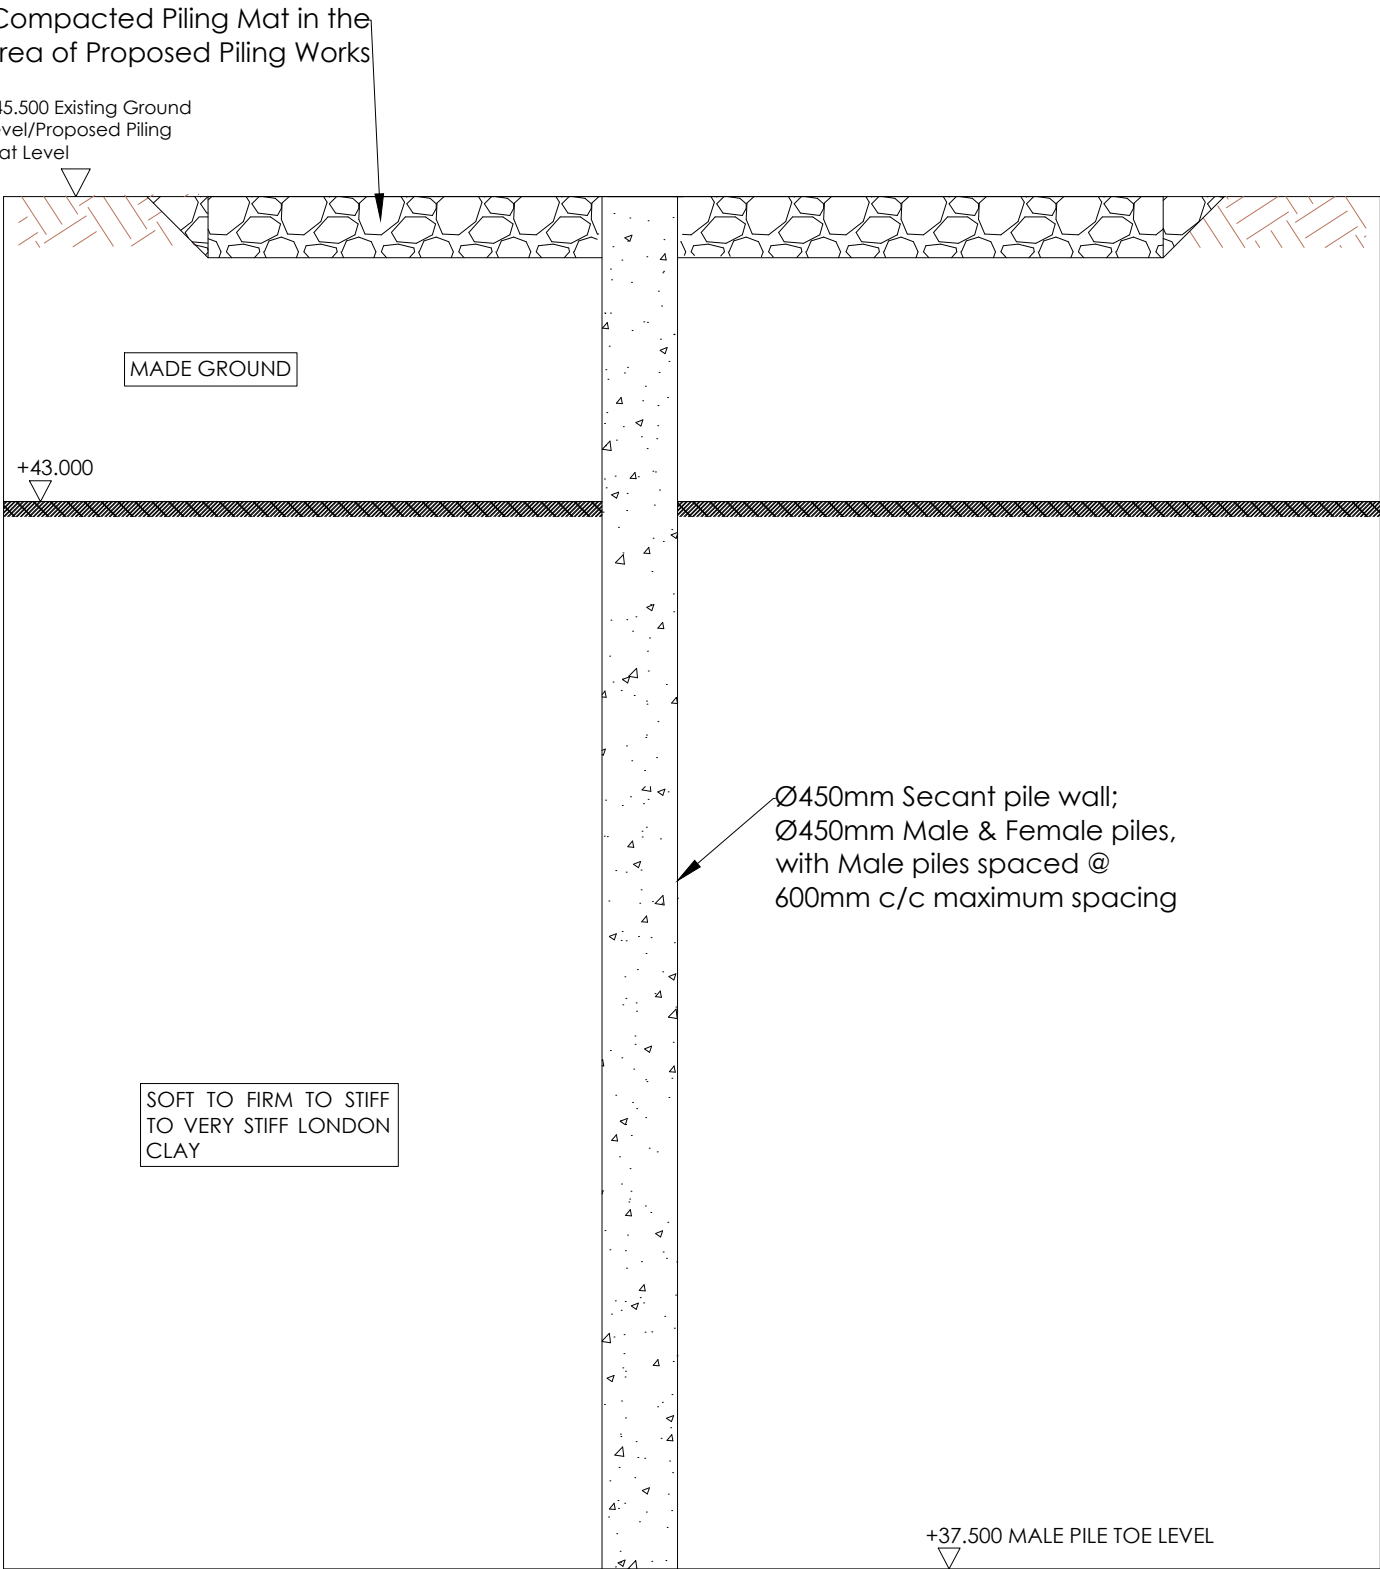 Compacted Piling Mat in the
rea of Proposed Piling Works
45.500 Existing Ground
evel/Proposed Piling
at Level
MADE GROUND
+43.000
Ø450mm Secant pile wall;
Ø450mm Male & Female piles,
with Male piles spaced @
600mm c/c maximum spacing
SOFT TO FIRM TO STIFF
TO VERY STIFF LONDON
CLAY
+37.500 MALE PILE TOE LEVEL